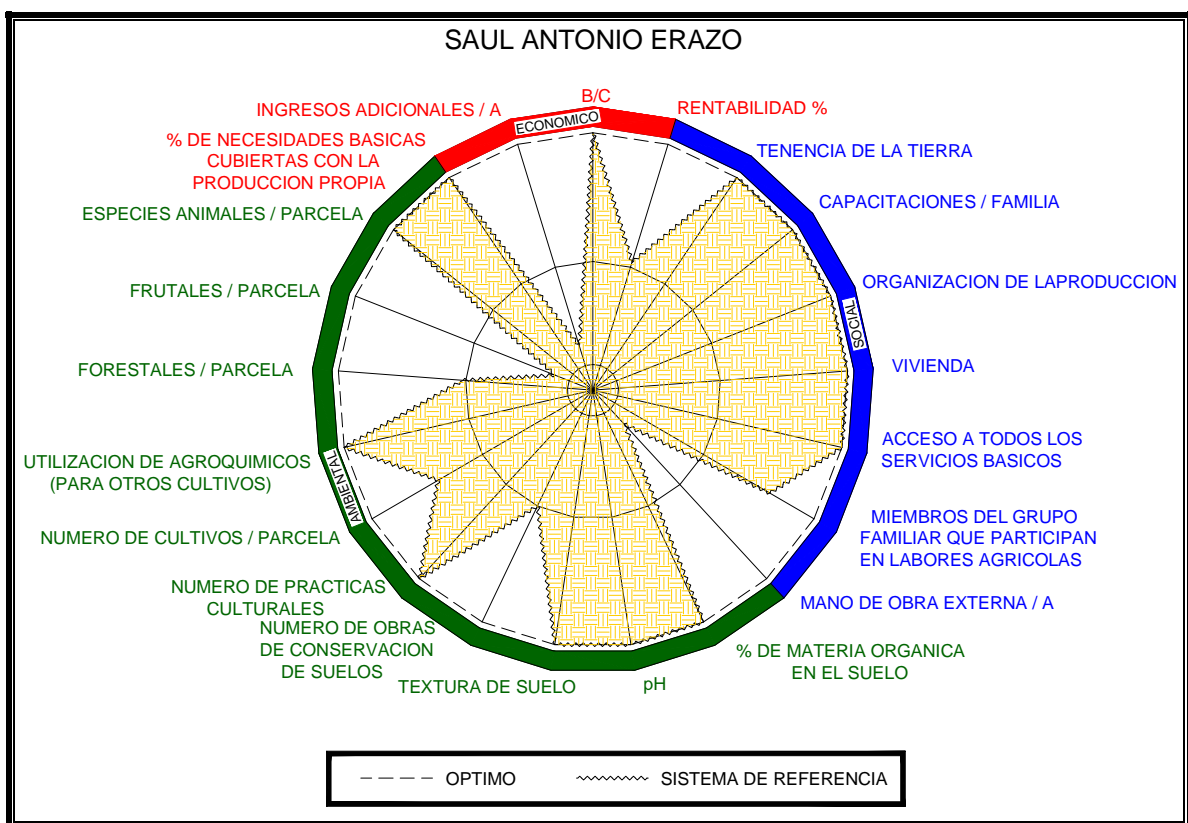 SAUL ANTONIO ERAZO
B/C
ECONOMICO
INGRESOS ADICIONALES / A
RENTABILIDAD %
% DE NECESIDADES BASICAS
CUBIERTAS CON LA
PRODUCCION PROPIA
TENENCIA DE LA TIERRA
CAPACITACIONES / FAMILIA
ESPECIES ANIMALES / PARCELA
ORGANIZACION DE LAPRODUCCION
FRUTALES / PARCELA
SOCIAL
VIVIENDA
FORESTALES / PARCELA
ACCESO A TODOS LOS
SERVICIOS BASICOS
UTILIZACION DE AGROQUIMICOS
(PARA OTROS CULTIVOS)
AMBIENTAL
MIEMBROS DEL GRUPO
FAMILIAR QUE PARTICIPAN
EN LABORES AGRICOLAS
NUMERO DE CULTIVOS / PARCELA
NUMERO DE PRACTICAS
CULTURALES
MANO DE OBRA EXTERNA / A
NUMERO DE OBRAS
DE CONSERVACION
DE SUELOS
% DE MATERIA ORGANICA
EN EL SUELO
TEXTURA DE SUELO
pH
OPTIMO
SISTEMA DE REFERENCIA